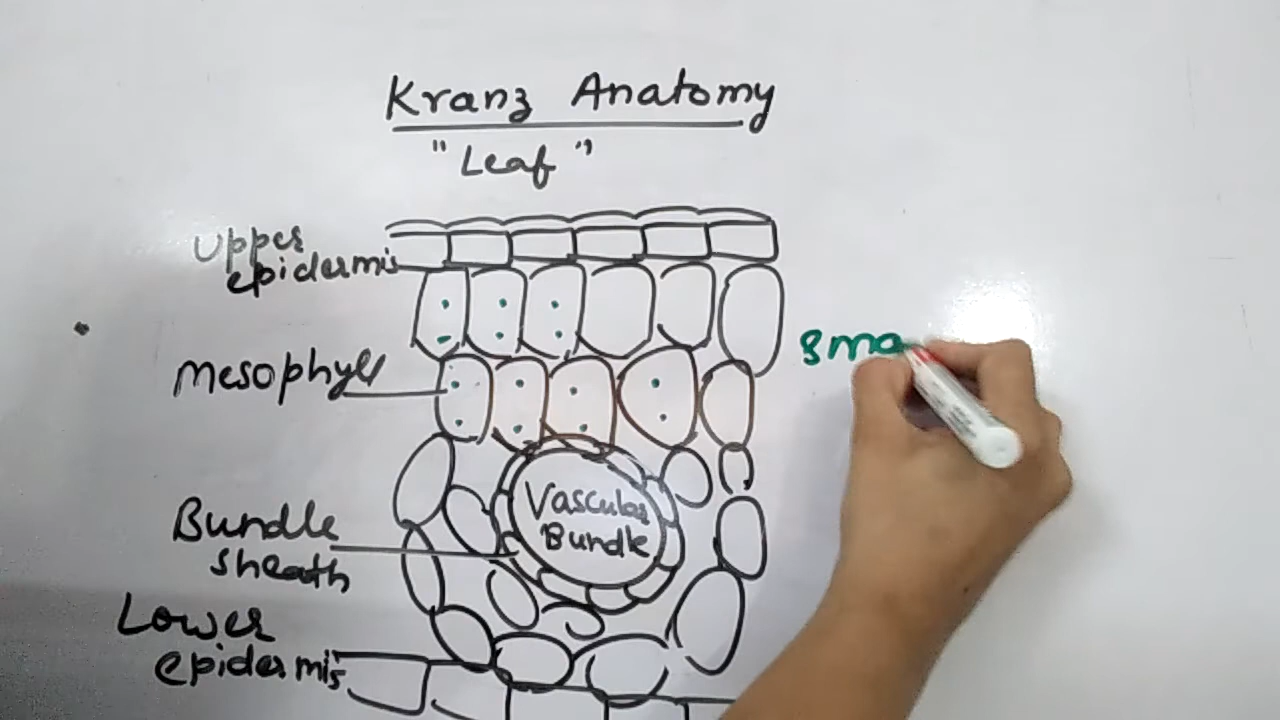 Kranz Anatomy
"Leaf"
Upper
epidermis
Mesophyll
Vascular
Bundle
Bundle
sheath
Lower
epidermis
sma